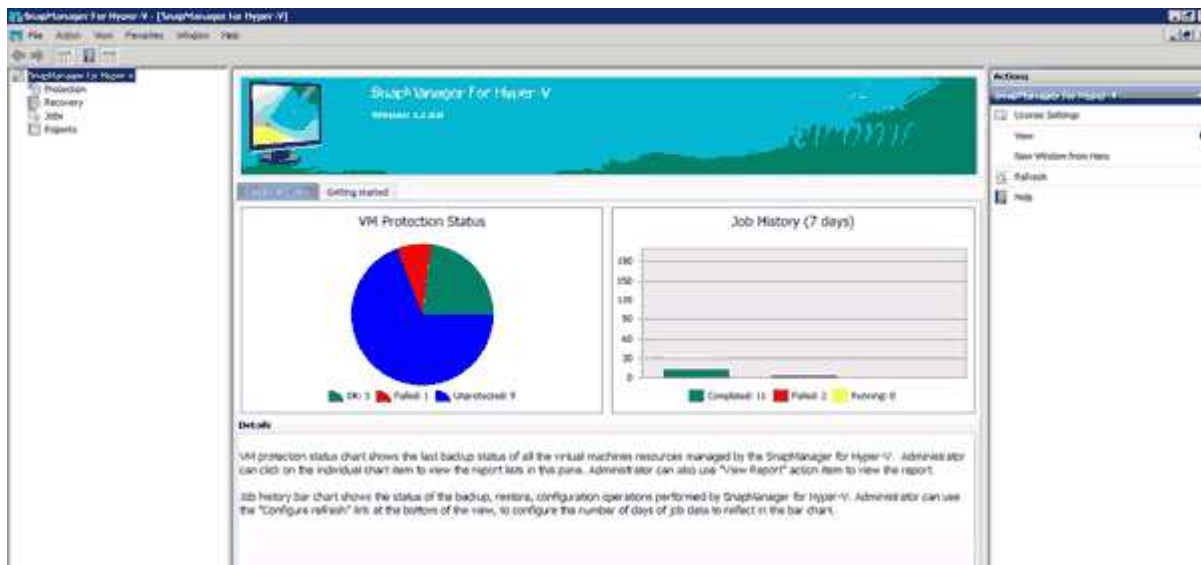 SnapManager for Hyper-V - [SnapManager for Hyper-V]
File Action View Favorites Window Help
SnapManager for Hyper-V
Protection
Recovery
Jobs
Reports
SnapManager for Hyper-V
Getting started
VM Protection Status
OK: 3 Failed: 1 Unprotected: 9
Job History (7 days)
180
150
120
90
60
30
0
Completed: 11 Failed: 2 Running: 0
Details
VM protection status chart shows the last backup status of all the virtual machines resources managed by the SnapManager for Hyper-V. Administrator
can click on the individual chart item to view the report lists in this pane. Administrator can also use "View Report" action item to view the report.
Job history bar chart shows the status of the backup, restore, configuration operations performed by SnapManager for Hyper-V. Administrator can use
the "Configure refresh" link at the bottom of the view, to configure the number of days of job data to reflect in the bar chart.
Actions
SnapManager for Hyper-V
License Settings
View
New Window from Here
Refresh
Help